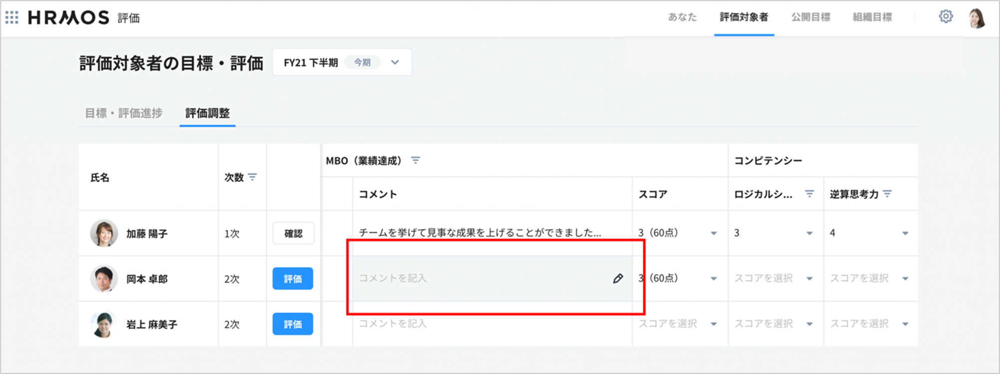 HRMOS 評価
あなた 評価対象者 公開目標 組織目標
評価対象者の目標・評価 FY21 下半期 今期
目標・評価進捗 評価調整
MBO（業績達成） コンピテンシー
氏名 次数
コメント スコア ロジカルシ... 逆算思考力
加藤 陽子 1次 確認 チームを挙げて見事な成果を上げることができました... 3（60点） 3 4
岡本 卓郎 2次 評価 コメントを記入 3（60点） スコアを選択 スコアを選択
岩上 麻美子 2次 評価 コメントを記入 スコアを選択 スコアを選択 スコアを選択